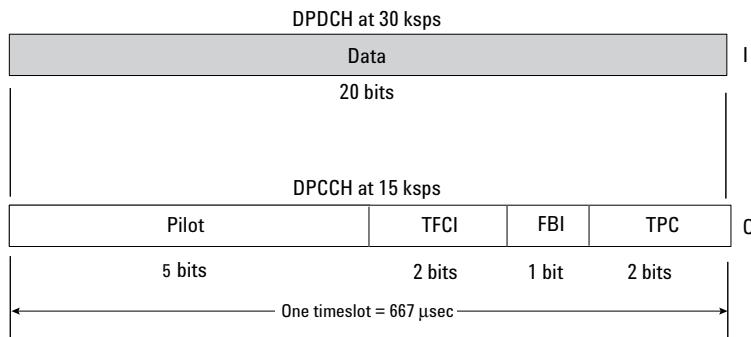 DPDCH at 30 ksps
Data I
20 bits
DPCCH at 15 ksps
Pilot TFCI FBI TPC
5 bits 2 bits 1 bit 2 bits
One timeslot = 667 μsec